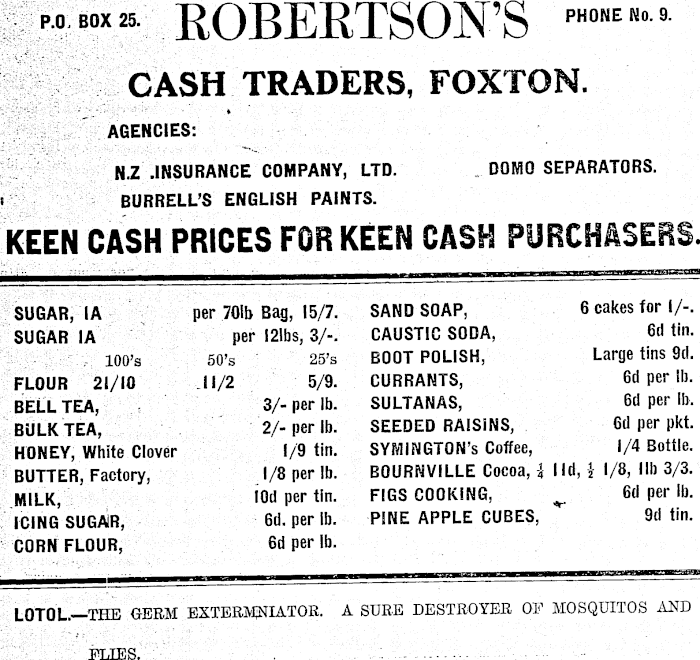 P.O. BOX 25.
ROBERTSON'S
PHONE No. 9.
CASH TRADERS, FOXTON.
AGENCIES:
N.Z .INSURANCE COMPANY, LTD. DOMO SEPARATORS.
BURRELL'S ENGLISH PAINTS.
KEEN CASH PRICES FOR KEEN CASH PURCHASERS.
SUGAR, 1A per 70lb Bag, 15/7.
SUGAR 1A per 12lbs, 3/-.
100's 50's 25's
FLOUR 21/10 11/2 5/9.
BELL TEA, 3/- per lb.
BULK TEA, 2/- per lb.
HONEY, White Clover 1/9 tin.
BUTTER, Factory, 1/8 per lb.
MILK, 10d per tin.
ICING SUGAR, 6d. per lb.
CORN FLOUR, 6d per lb.
SAND SOAP, 6 cakes for 1/-.
CAUSTIC SODA, 6d tin.
BOOT POLISH, Large tins 9d.
CURRANTS, 6d per lb.
SULTANAS, 6d per lb.
SEEDED RAISINS, 6d per pkt.
SYMINGTON's Coffee, 1/4 Bottle.
BOURNVILLE Cocoa, ¼ 11d, ½ 1/8, 1lb 3/3.
FIGS COOKING, 6d per lb.
PINE APPLE CUBES, 9d tin.
LOTOL.—THE GERM EXTERMNIATOR. A SURE DESTROYER OF MOSQUITOS AND
FLIES.